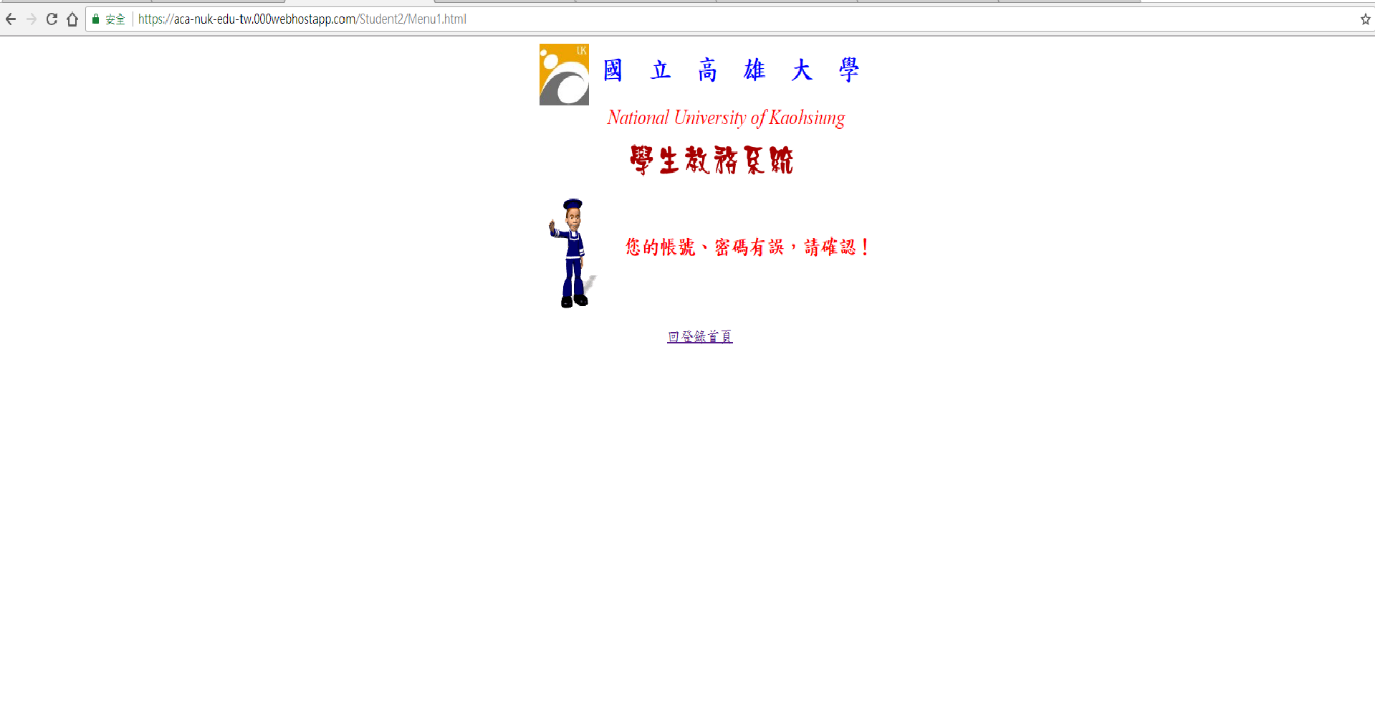 安全 https://aca-nuk-edu-tw.000webhostapp.com/Student2/Menu1.html
UK
國立高雄大學
National University of Kaohsiung
學生教務系統
您的帳號、密碼有誤，請確認！
回登錄首頁